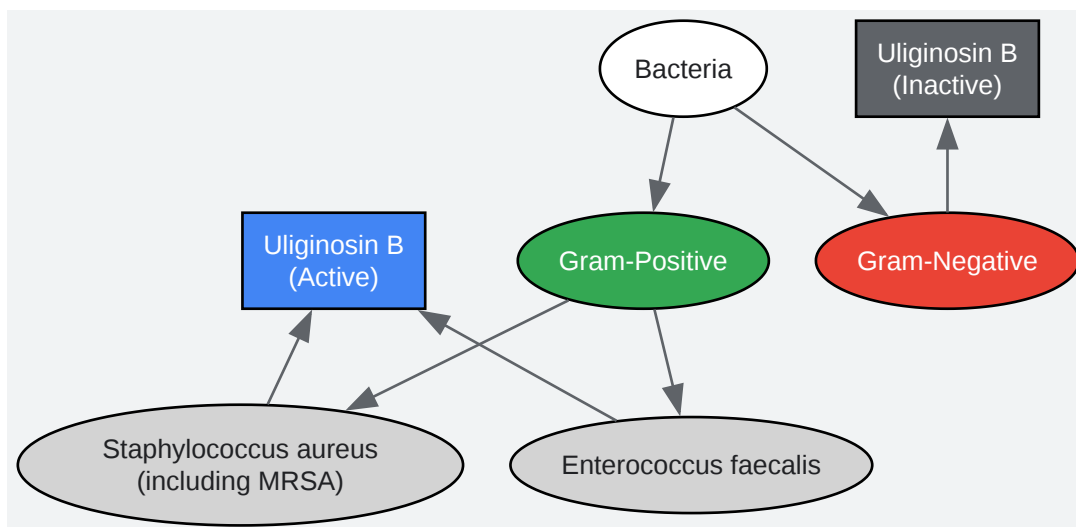 Bacteria
Uliginosin B
(Inactive)
Uliginosin B
(Active)
Gram-Positive
Gram-Negative
Staphylococcus aureus
(including MRSA)
Enterococcus faecalis